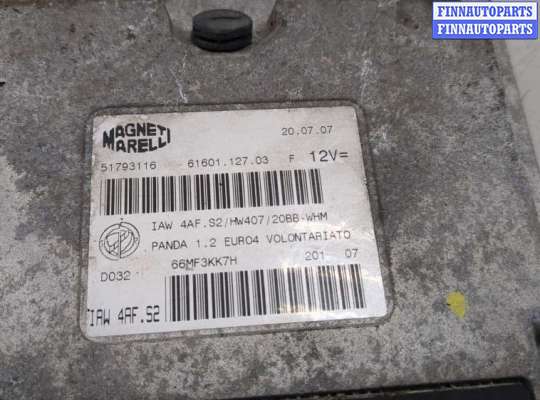 FINNAUTOPARTS
FINNAUTOPARTS
MAGNETI
MARELLI
20.07.07
51793116 61601.127.03 F 12V=
IAW 4AF.S2/HW407/20BB-WHM
PANDA 1.2 EURO4 VOLONTARIATO
D032 66MF3KK7H 201 07
IAW 4AF.S2